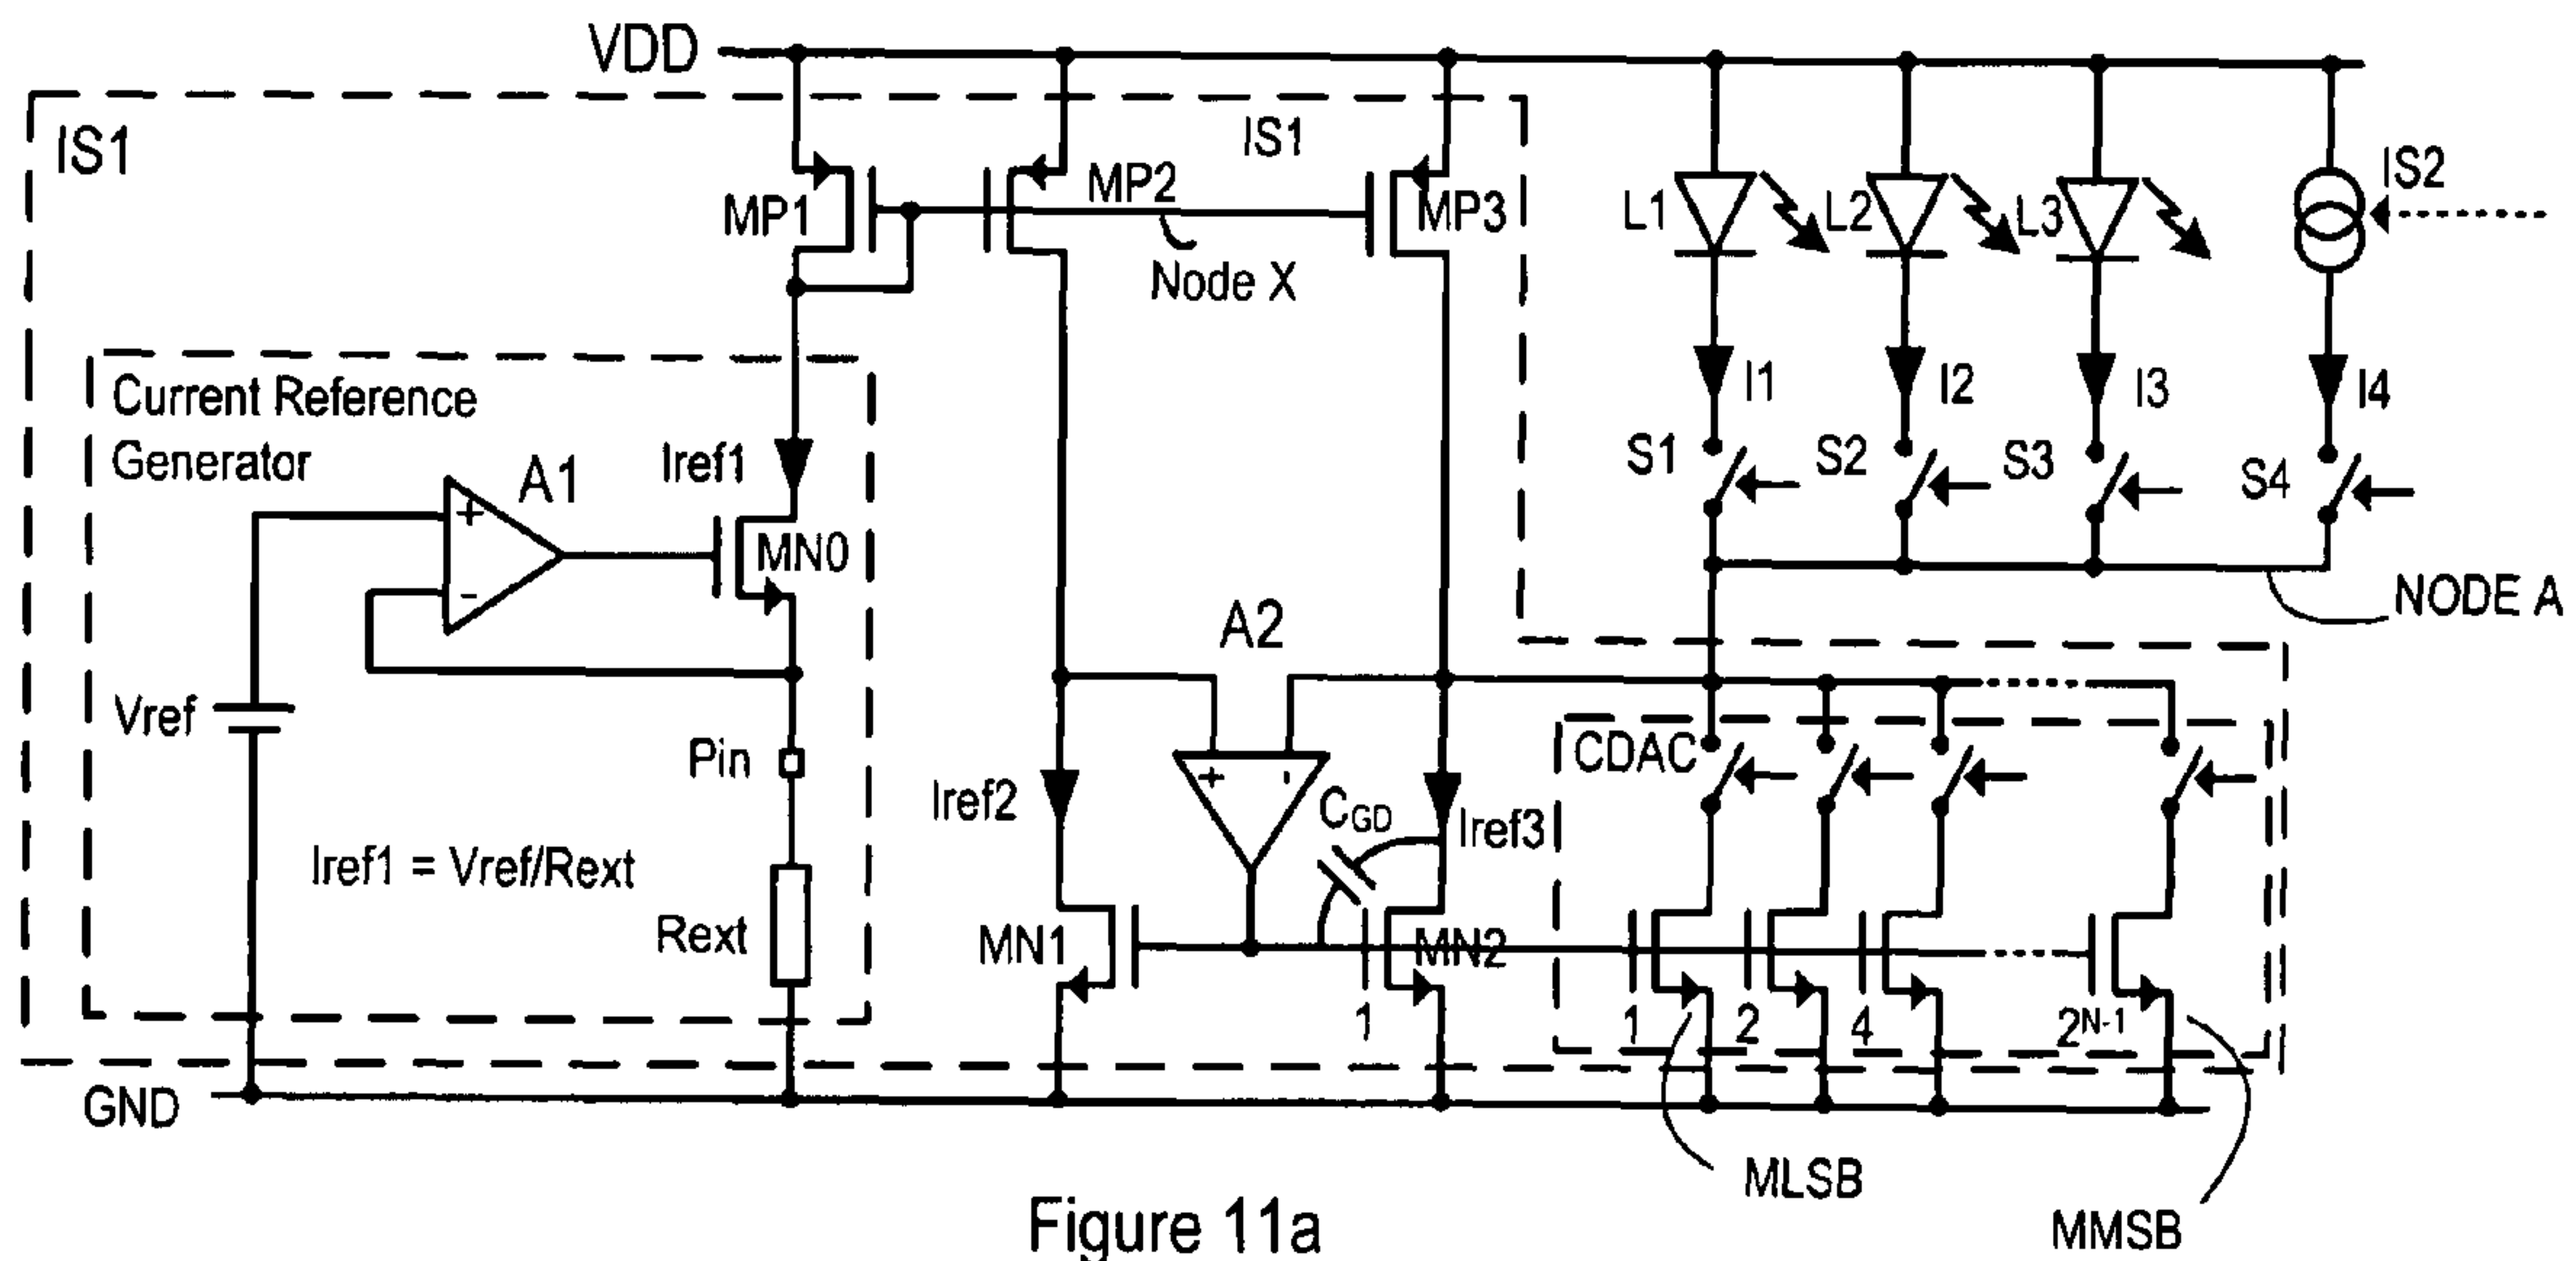 VDD
IS1
IS1
MP1
MP2
MP3
Node X
L1
L2
L3
IS2
I1
I2
I3
I4
S1
S2
S3
S4
NODE A
Current Reference
Generator
A1
+
-
Iref1
MN0
Vref
Pin
Iref1 = Vref/Rext
Rext
A2
+
-
Iref2
CGD
Iref3
MN1
MN2
1
CDAC
1
2
4
2N-1
GND
MLSB
MMSB
Figure 11a